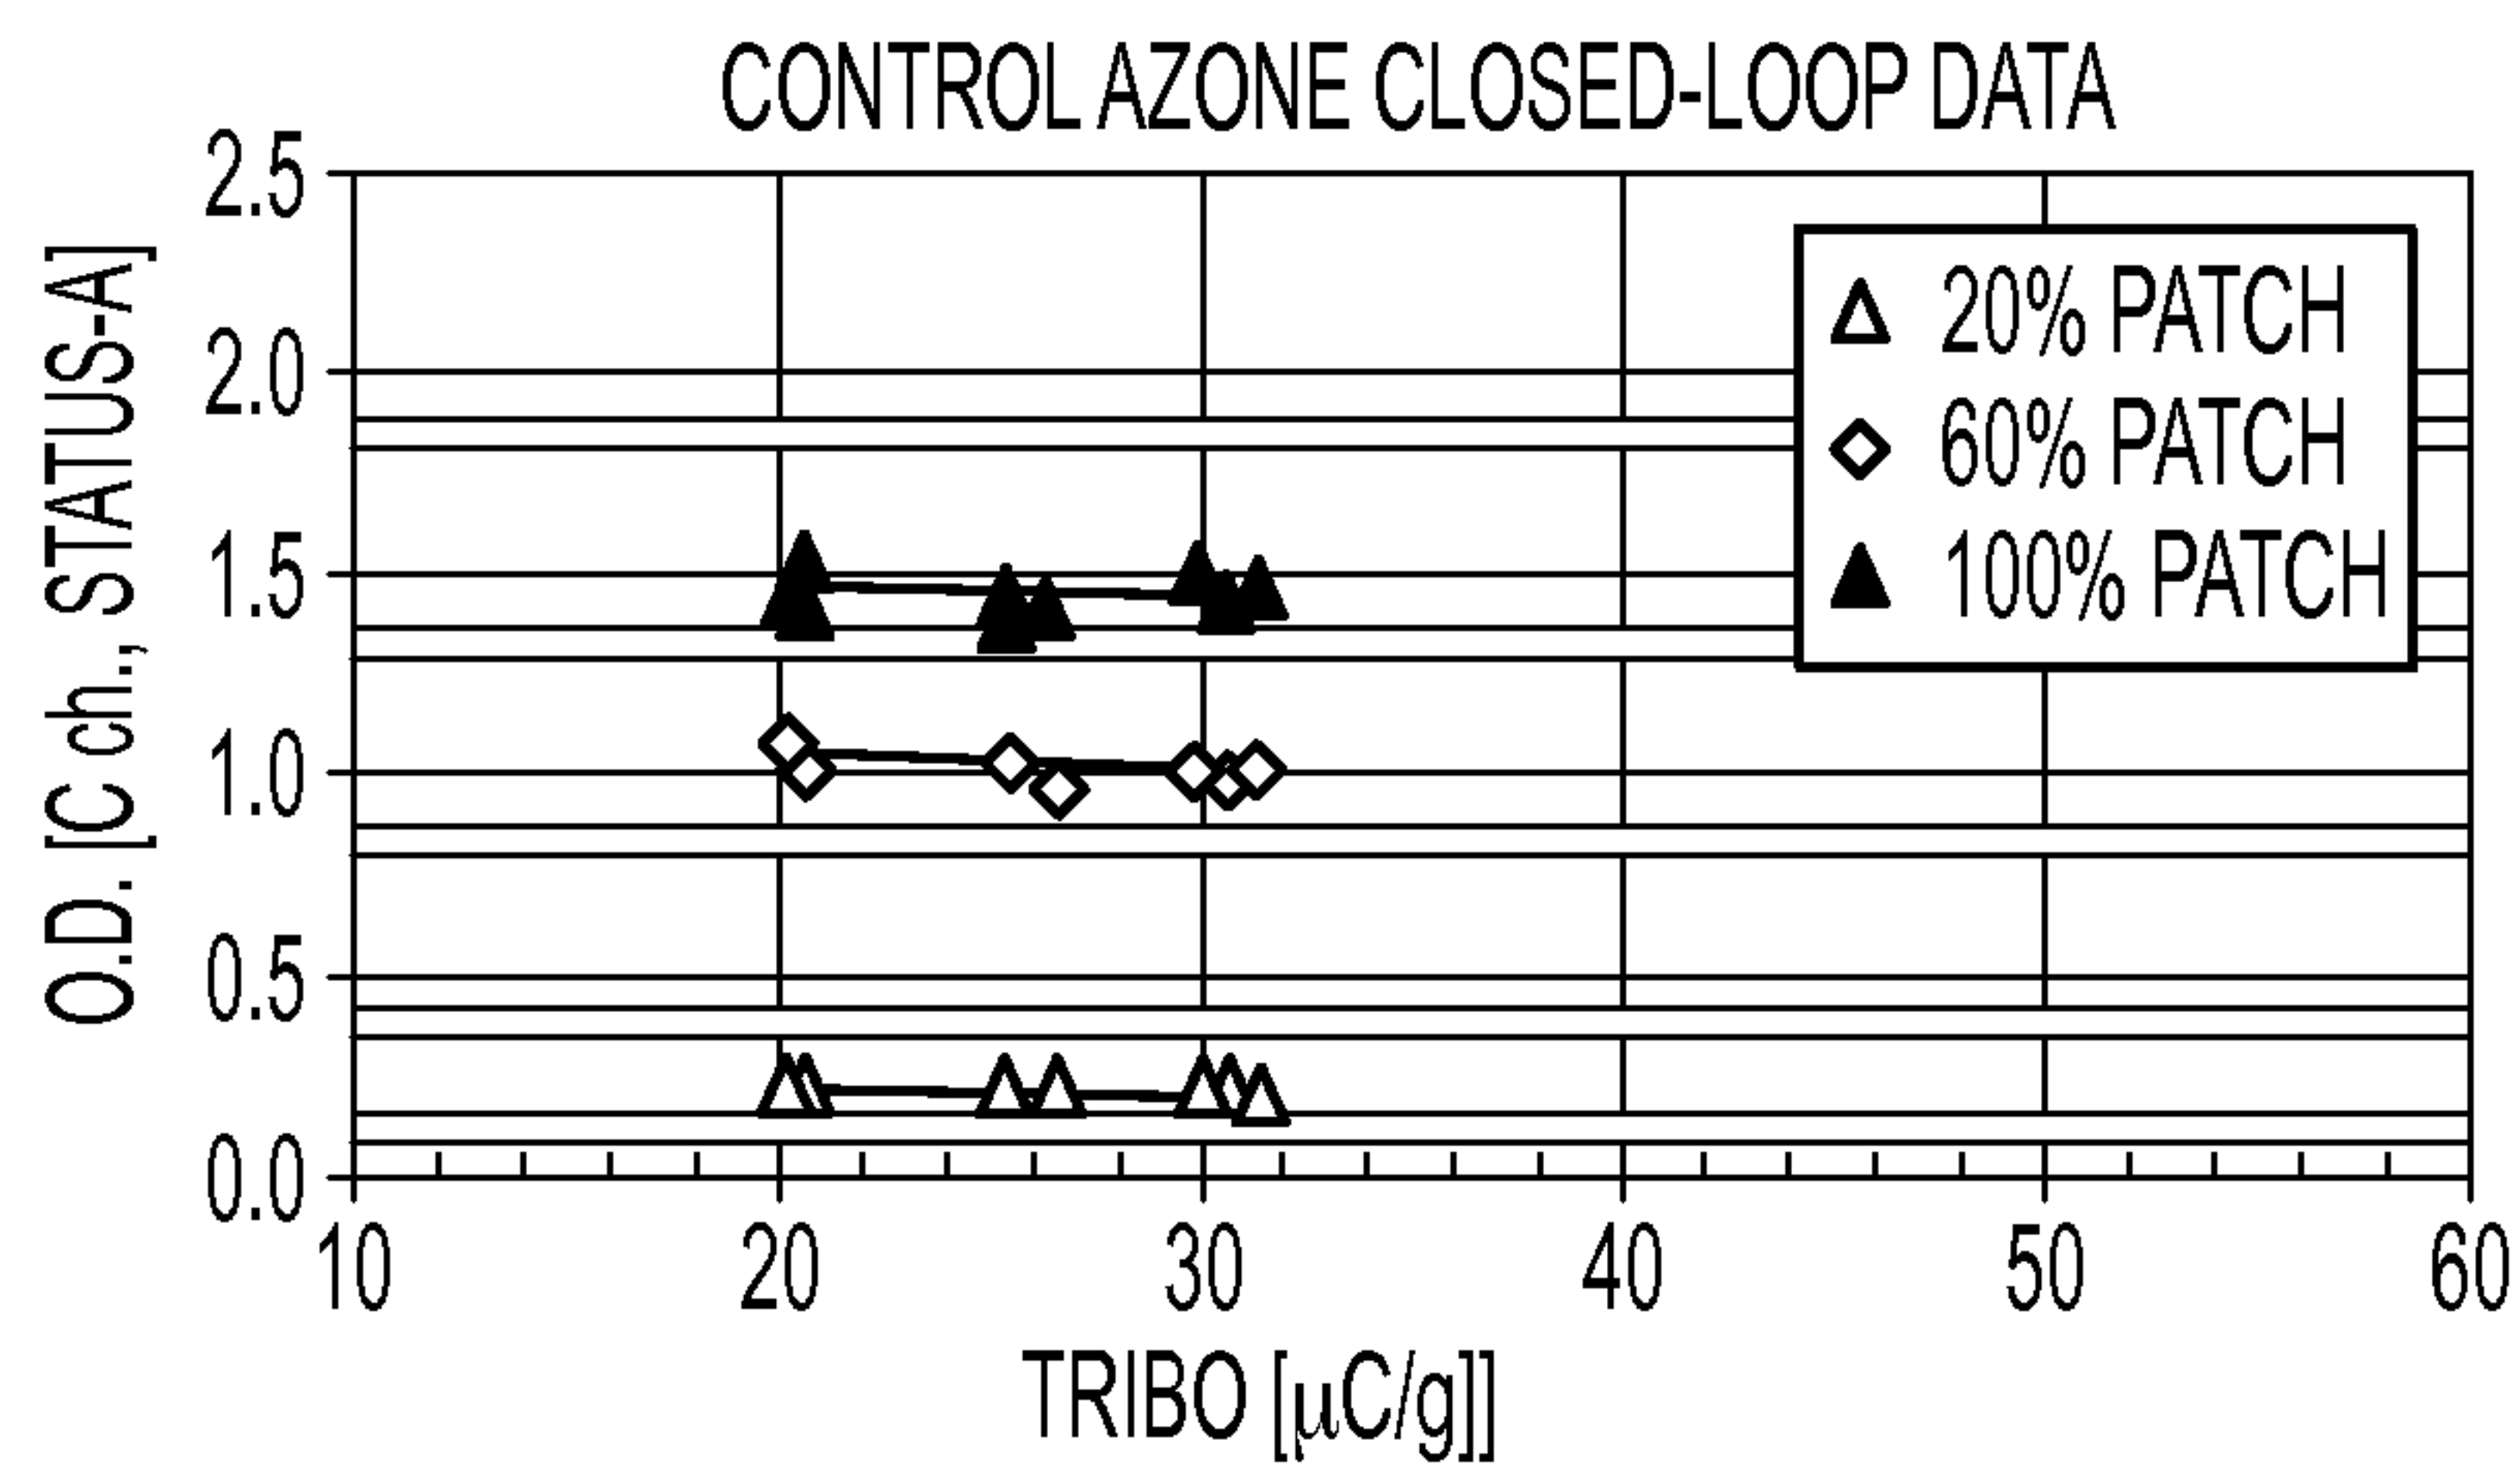 CONTROL AZONE CLOSED-LOOP DATA
O.D. [C ch., STATUS-A]
2.5
2.0
1.5
1.0
0.5
0.0
20% PATCH
60% PATCH
100% PATCH
10 20 30 40 50 60
TRIBO [µC/g]]